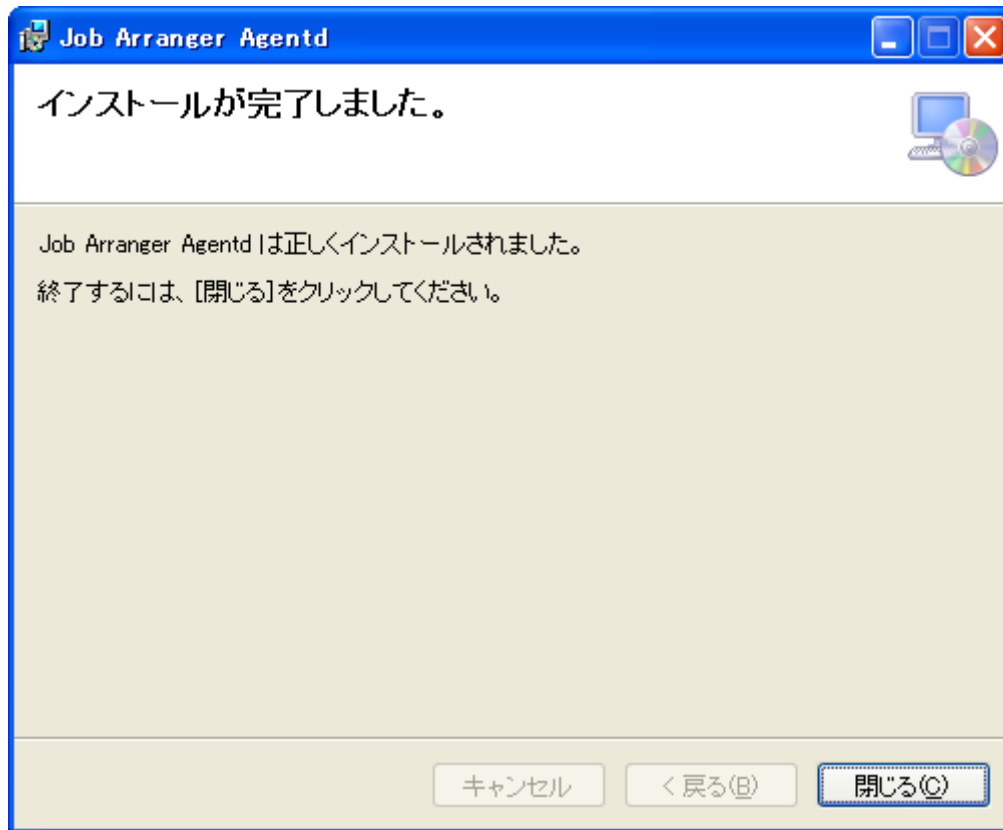 Job Arranger Agentd
インストールが完了しました。
Job Arranger Agentd は正しくインストールされました。
終了するには、[閉じる]をクリックしてください。
キャンセル
< 戻る(B)
閉じる(C)